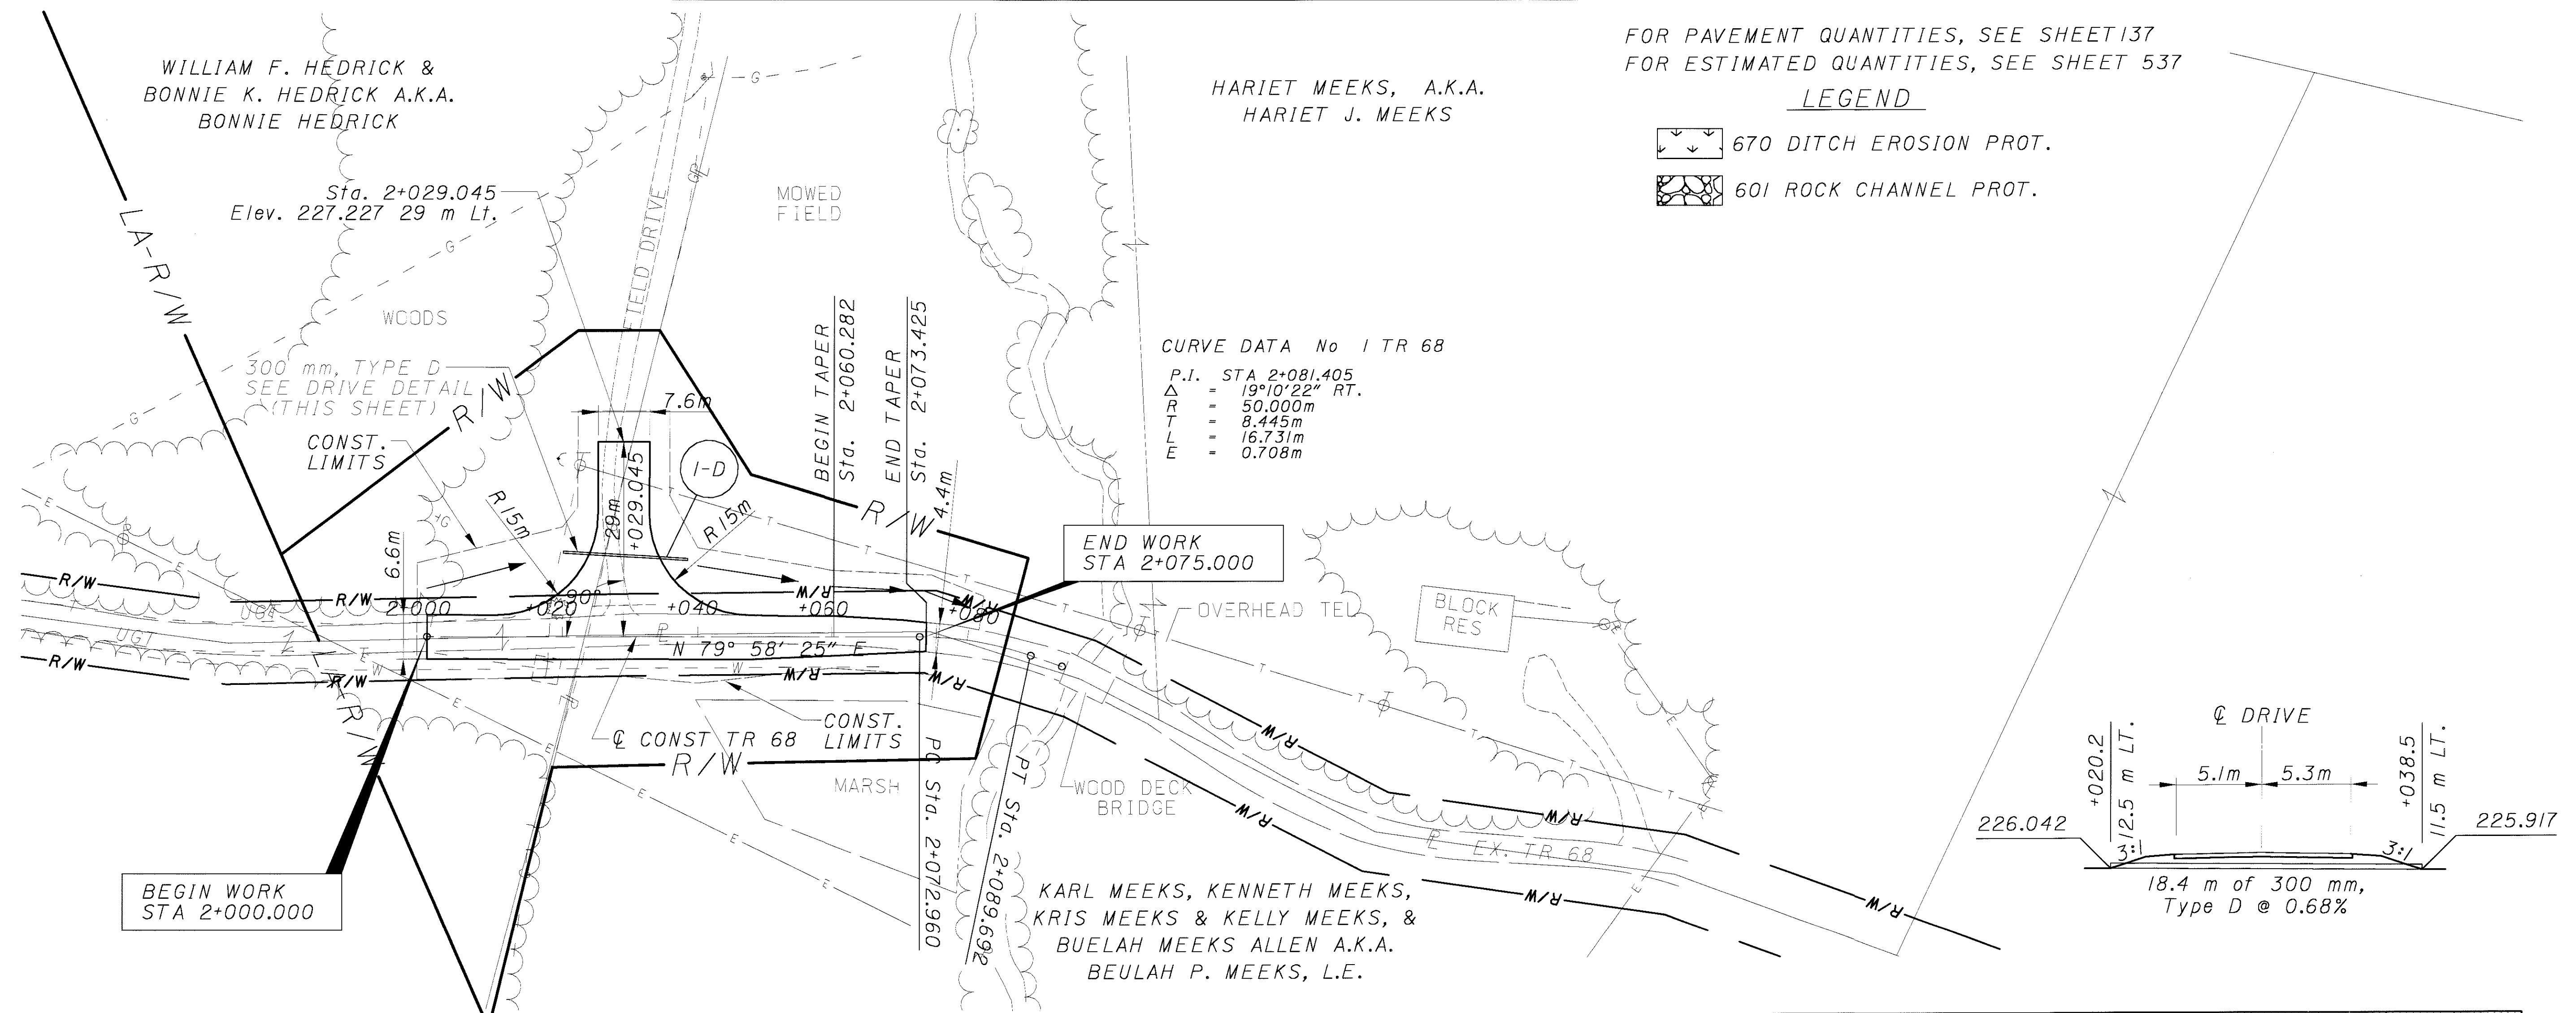 WILLIAM F. HEDRICK &
BONNIE K. HEDRICK A.K.A.
BONNIE HEDRICK
HARIET MEEKS, A.K.A.
HARIET J. MEEKS
FOR PAVEMENT QUANTITIES, SEE SHEET 137
FOR ESTIMATED QUANTITIES, SEE SHEET 537
LEGEND
670 DITCH EROSION PROT.
601 ROCK CHANNEL PROT.
Sta. 2+029.045
Elev. 227.227 29 m Lt.
LA-R/W
G
G
G
FIELD DRIVE
MOWED
FIELD
WOODS
300 mm, TYPE D
SEE DRIVE DETAIL
(THIS SHEET)
R/W
CONST.
LIMITS
7.6m
1-D
R15m
R15m
29m
+029.045
6.6m
BEGIN TAPER
Sta. 2+060.282
END TAPER
Sta. 2+073.425
4.4m
R/W
CURVE DATA No 1 TR 68
P.I. STA 2+081.405
Δ = 19°10'22" RT.
R = 50.000m
T = 8.445m
L = 16.731m
E = 0.708m
END WORK
STA 2+075.000
R/W
R/W
R/W
R/W
2+000
+020
90°
+040
+060
+080
UGT
UGT
N 79° 58' 25" E
R/W
R/W
R/W
R/W
OVERHEAD TEL
BLOCK
RES
CONST.
LIMITS
℄ CONST TR 68
R/W
LA-R/W
MARSH
PC Sta. 2+072.960
PT Sta. 2+089.692
WOOD DECK
BRIDGE
R/W
R/W
R/W
R/W
R/W
EX. TR 68
BEGIN WORK
STA 2+000.000
KARL MEEKS, KENNETH MEEKS,
KRIS MEEKS & KELLY MEEKS, &
BUELAH MEEKS ALLEN A.K.A.
BEULAH P. MEEKS, L.E.
℄ DRIVE
+020.2
12.5 m LT.
5.1m
5.3m
+038.5
11.5 m LT.
226.042
225.917
3:1
3:1
18.4 m of 300 mm,
Type D @ 0.68%